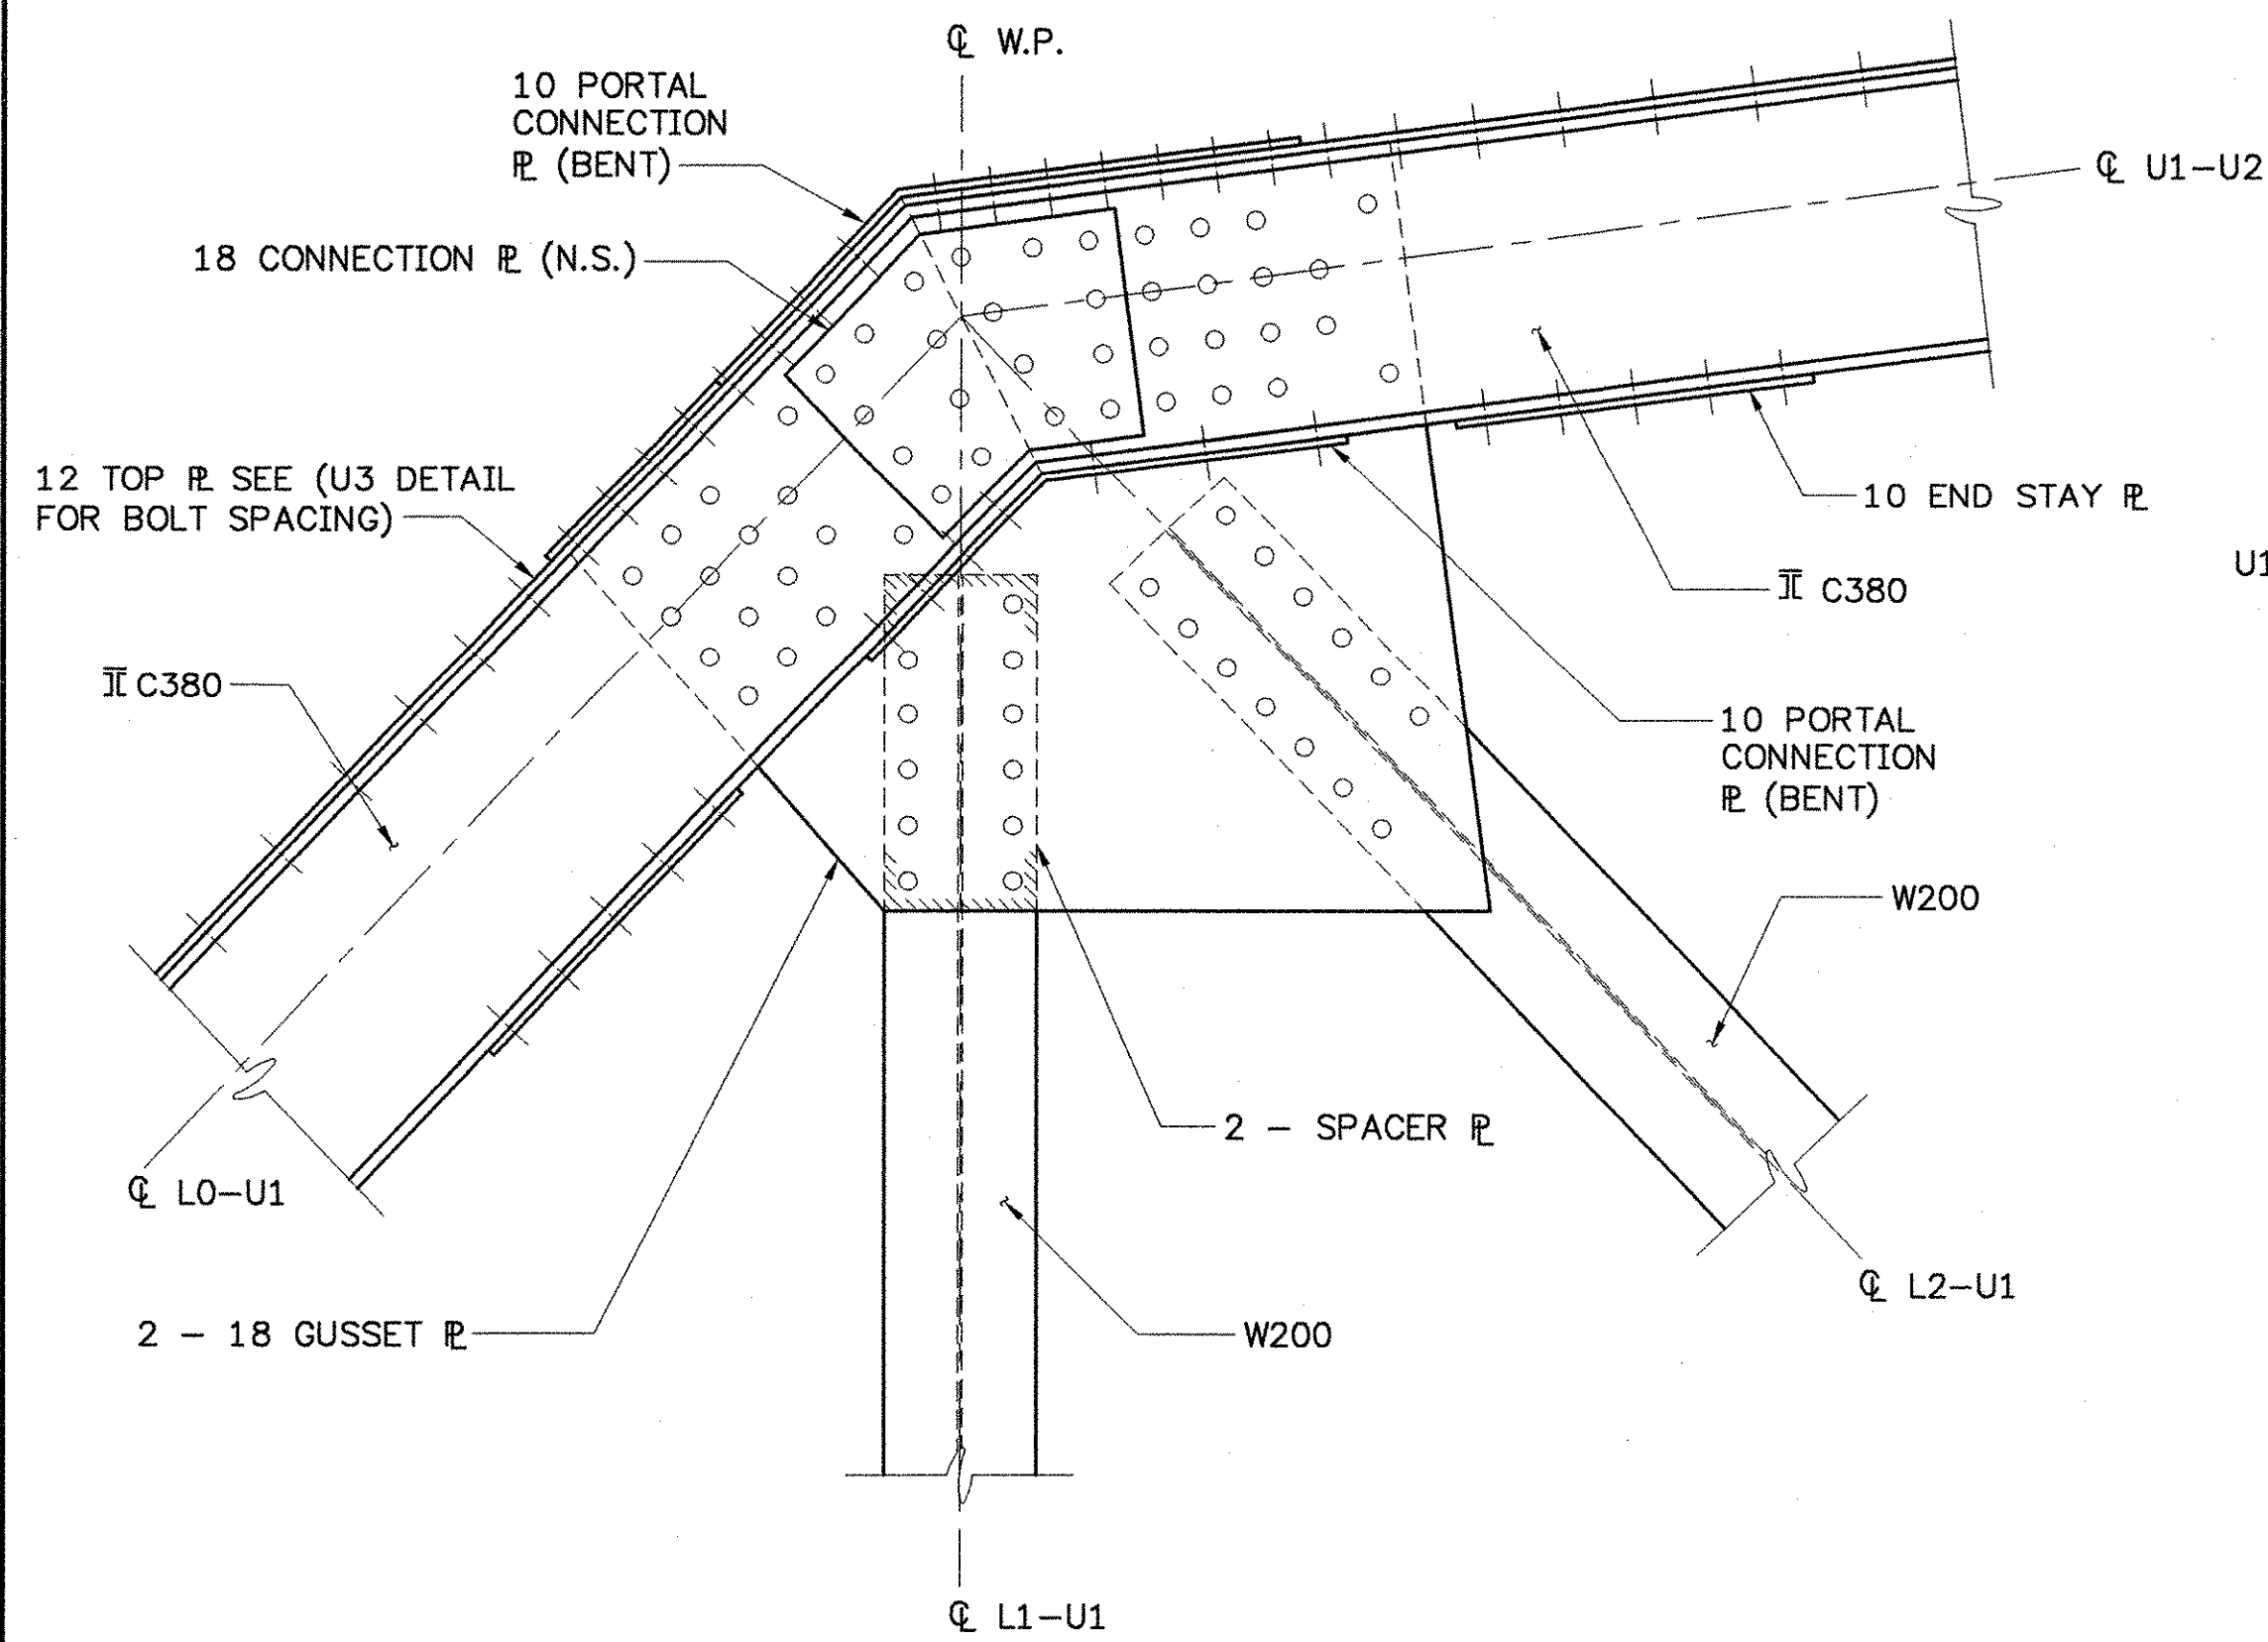 ℄ W.P.
10 PORTAL
CONNECTION
℔ (BENT)
℄ U1-U2
18 CONNECTION ℔ (N.S.)
12 TOP ℔ SEE (U3 DETAIL
FOR BOLT SPACING)
10 END STAY ℔
U1
C380
C380
10 PORTAL
CONNECTION
℔ (BENT)
W200
2 - SPACER ℔
℄ L0-U1
℄ L2-U1
2 - 18 GUSSET ℔
W200
℄ L1-U1